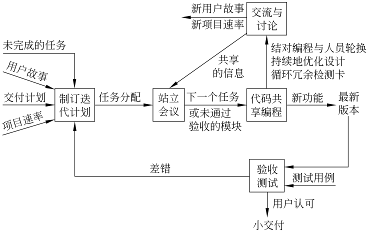 新用户故事
新项目速率
交流与
讨论
未完成的任务
用户故事
交付计划
项目速率
制订迭
代计划
任务分配
站立
会议
共享
的信息
下一个任务
或未通过
验收的模块
代码共
享编程
结对编程与人员轮换
持续地优化设计
循环冗余检测卡
新功能
最新
版本
差错
验收
测试
测试用例
用户认可
小交付